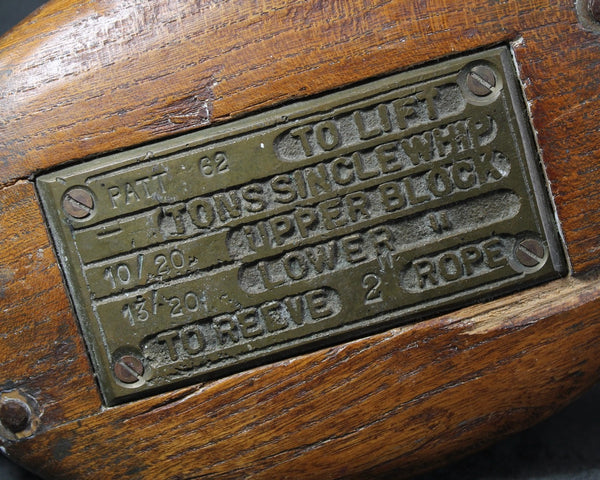 PATT 62 TO LIFT
– TONS SINGLE WHIP
10/20 UPPER BLOCK
13/20 LOWER "
TO REEVE 2" ROPE